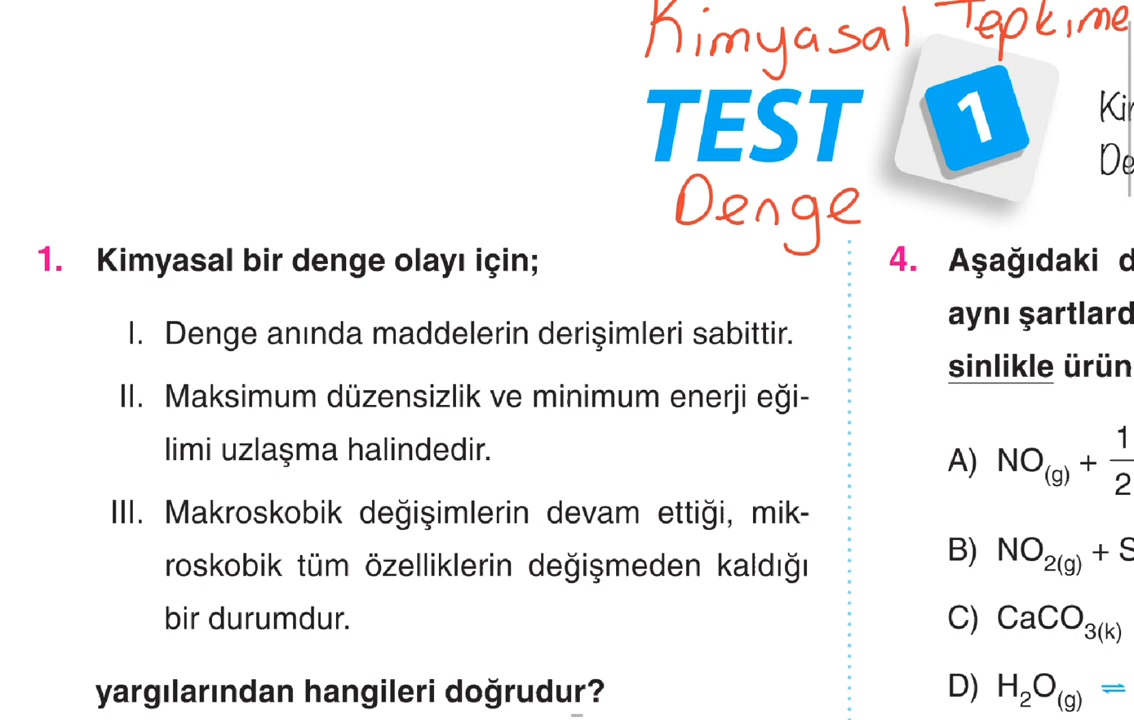 Kimyasal Tepkime
TEST 1
Denge
1. Kimyasal bir denge olayı için;
I. Denge anında maddelerin derişimleri sabittir.
II. Maksimum düzensizlik ve minimum enerji eği-
limi uzlaşma halindedir.
III. Makroskobik değişimlerin devam ettiği, mik-
roskobik tüm özelliklerin değişmeden kaldığı
bir durumdur.
yargılarından hangileri doğrudur?
4. Aşağıdaki
aynı
sinlikle ürün
A) NO(g) + 1/2
B) NO2(g) +
C) CaCO3(k)
D) H2O(g) ⇌